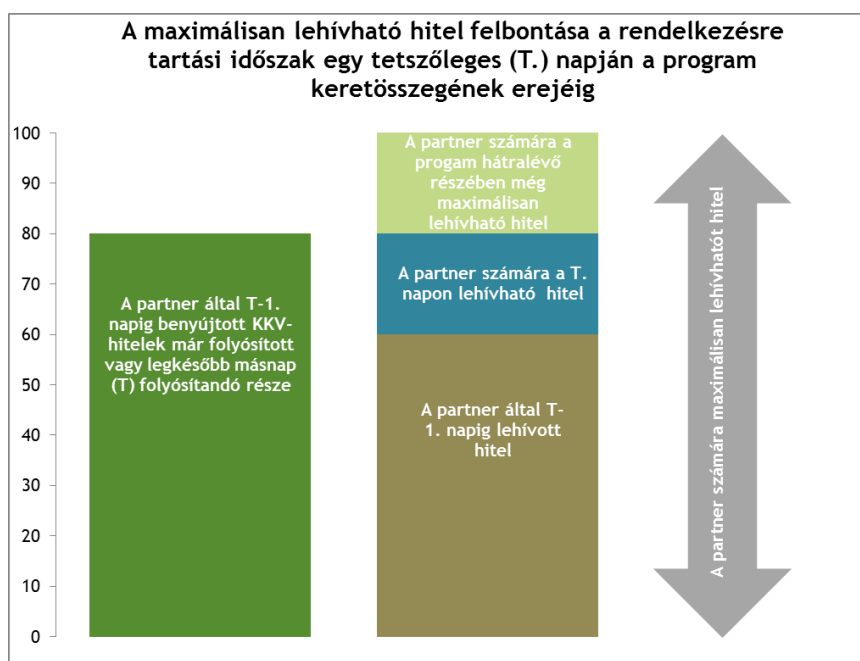 A maximálisan lehívható hitel felbontása a rendelkezésre
tartási időszak egy tetszőleges (T.) napján a program
keretösszegének erejéig
100
90
80
70
60
50
40
30
20
10
0
A partner által T-1.
napig benyújtott KKV-
hitelek már folyósított
vagy legkésőbb másnap
(T) folyósítandó része
A partner számára a
progam hátralévő
részében még
maximálisan
lehívható hitel
A partner számára a T.
napon lehívható hitel
A partner által T-
1. napig lehívott
hitel
A partner számára maximálisan lehívhatót hitel